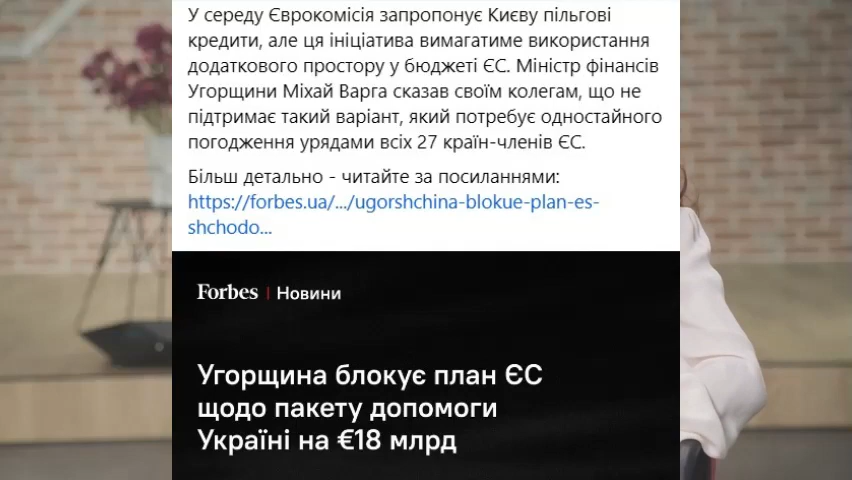 У середу Єврокомісія запропонує Києву пільгові
кредити, але ця ініціатива вимагатиме використання
додаткового простору у бюджеті ЄС. Міністр фінансів
Угорщини Міхай Варга сказав своїм колегам, що не
підтримає такий варіант, який потребує одностайного
погодження урядами всіх 27 країн-членів ЄС.
Більш детально - читайте за посиланнями:
https://forbes.ua/.../ugorshchina-blokue-plan-es-
shchodo...
Forbes | Новини
Угорщина блокує план ЄС
щодо пакету допомоги
Україні на €18 млрд